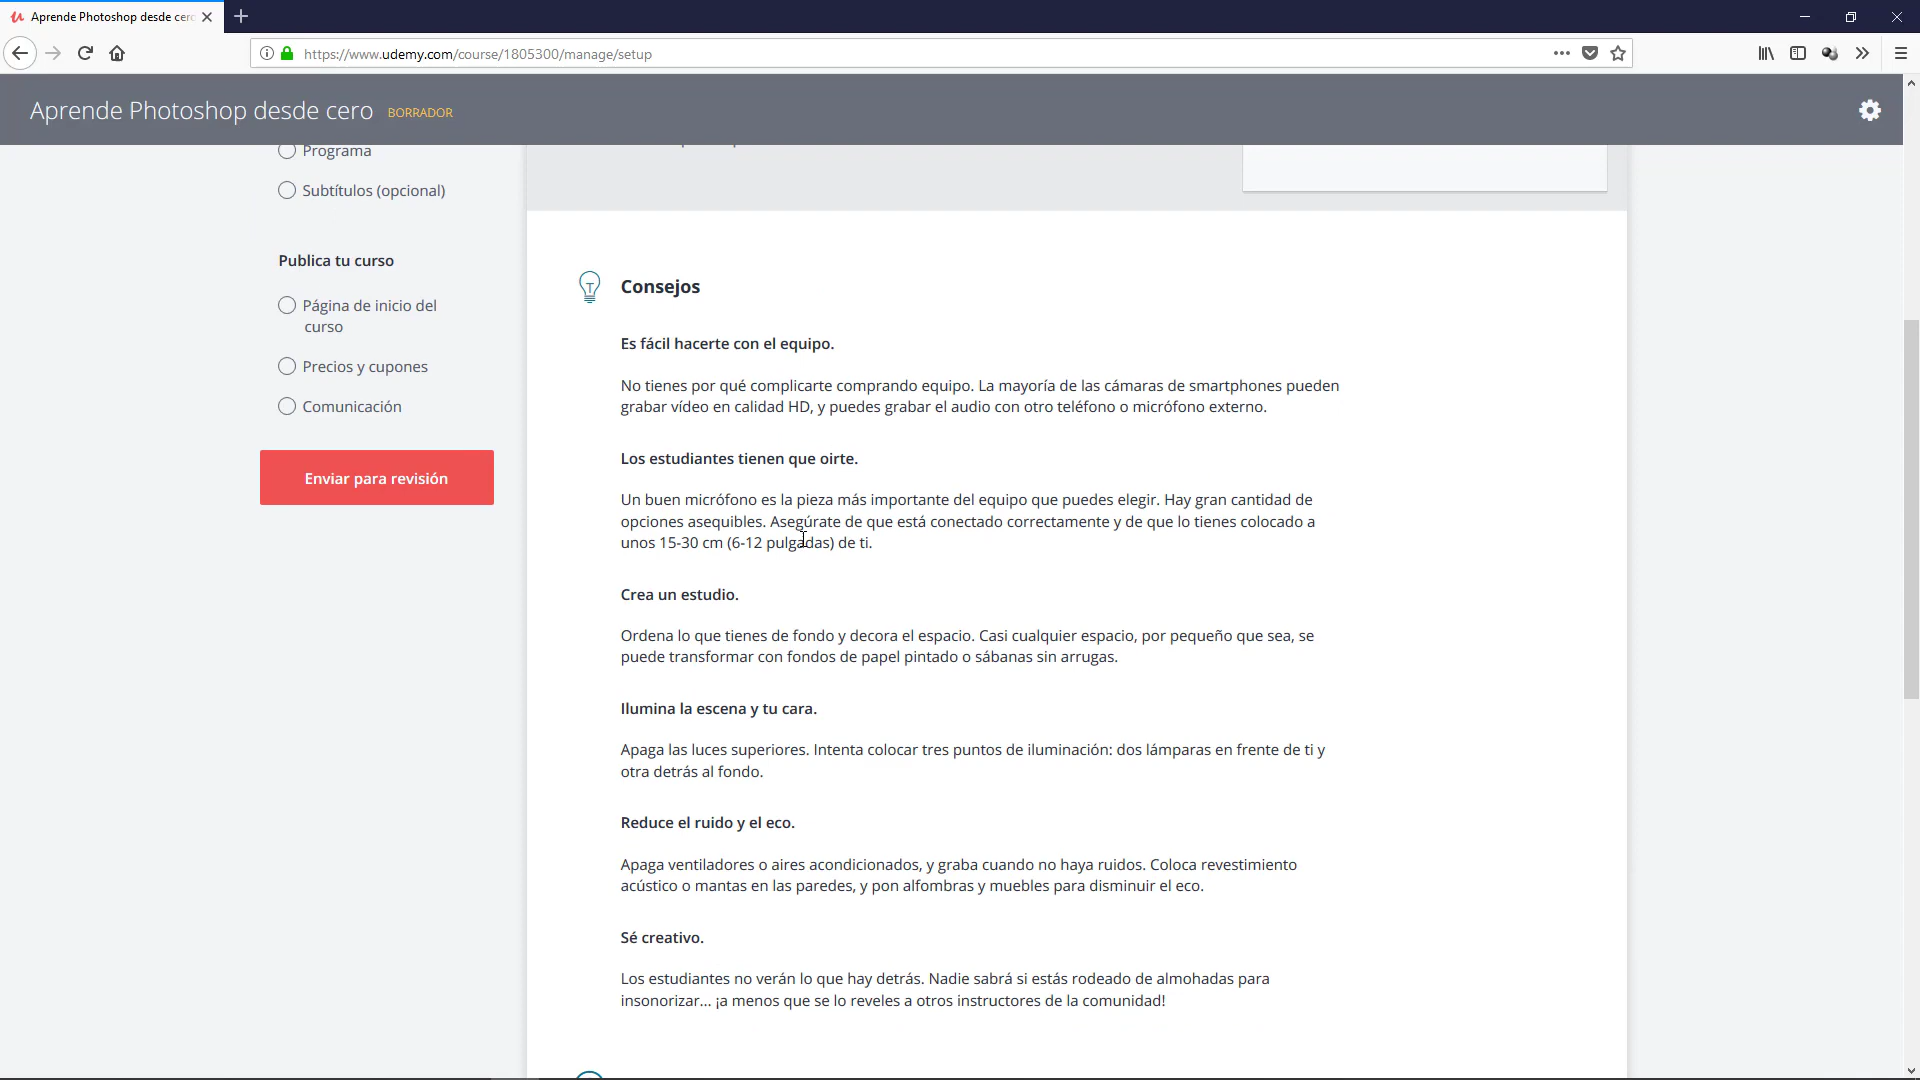 Aprende Photoshop desde cero
https://www.udemy.com/course/1805300/manage/setup
Aprende Photoshop desde cero BORRADOR
Programa
Subtítulos (opcional)
Publica tu curso
Página de inicio del
curso
Precios y cupones
Comunicación
Enviar para revisión
Consejos
Es fácil hacerte con el equipo.
No tienes por qué complicarte comprando equipo. La mayoría de las cámaras de smartphones pueden
grabar vídeo en calidad HD, y puedes grabar el audio con otro teléfono o micrófono externo.
Los estudiantes tienen que oirte.
Un buen micrófono es la pieza más importante del equipo que puedes elegir. Hay gran cantidad de
opciones asequibles. Asegúrate de que está conectado correctamente y de que lo tienes colocado a
unos 15-30 cm (6-12 pulgadas) de ti.
Crea un estudio.
Ordena lo que tienes de fondo y decora el espacio. Casi cualquier espacio, por pequeño que sea, se
puede transformar con fondos de papel pintado o sábanas sin arrugas.
Ilumina la escena y tu cara.
Apaga las luces superiores. Intenta colocar tres puntos de iluminación: dos lámparas en frente de ti y
otra detrás al fondo.
Reduce el ruido y el eco.
Apaga ventiladores o aires acondicionados, y graba cuando no haya ruidos. Coloca revestimiento
acústico o mantas en las paredes, y pon alfombras y muebles para disminuir el eco.
Sé creativo.
Los estudiantes no verán lo que hay detrás. Nadie sabrá si estás rodeado de almohadas para
insonorizar... ¡a menos que se lo reveles a otros instructores de la comunidad!